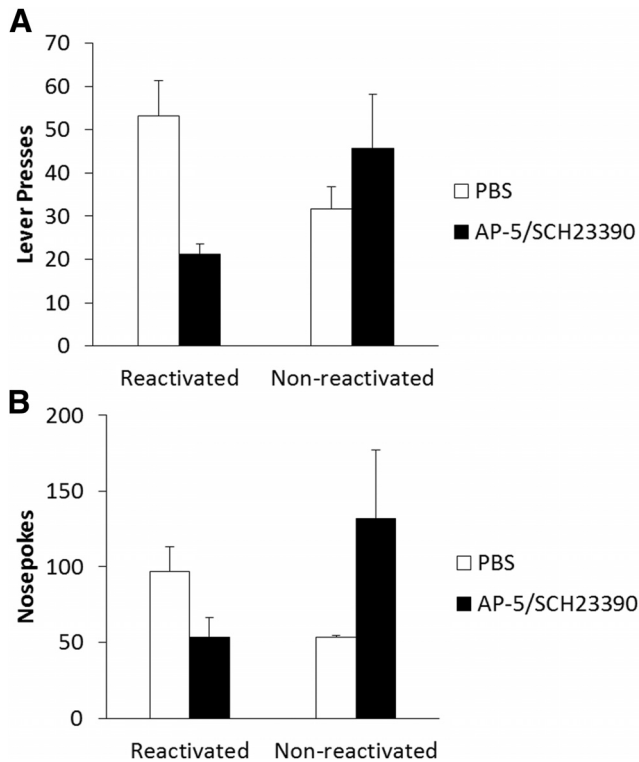 A
70
60
50
40
30
20
10
0
Lever Presses
Reactivated Non-reactivated
PBS
AP-5/SCH23390
B
200
150
100
50
0
Nosepokes
Reactivated Non-reactivated
PBS
AP-5/SCH23390